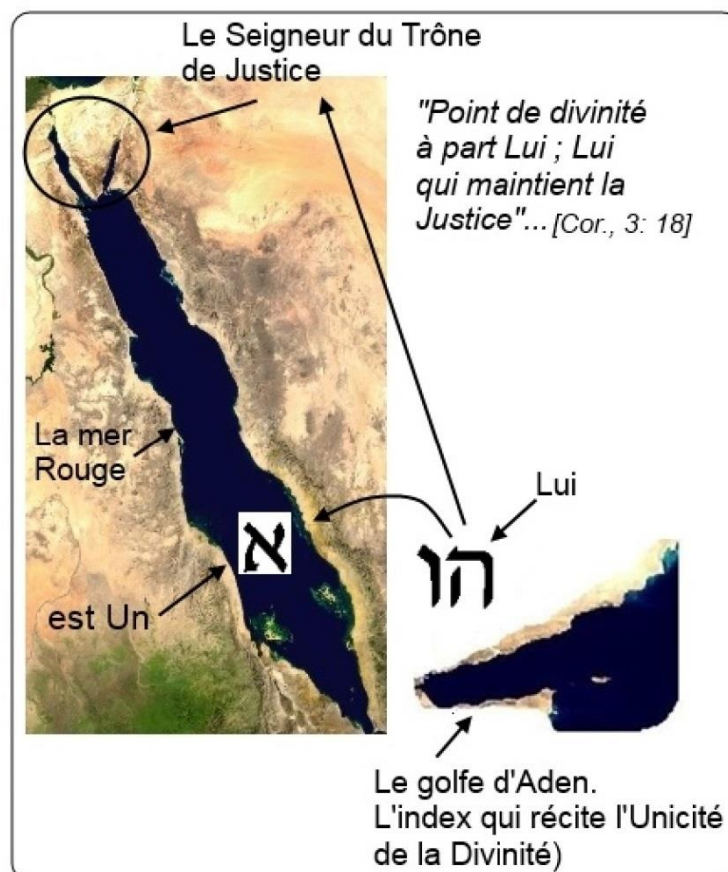 Le Seigneur du Trône
de Justice
"Point de divinité
à part Lui ; Lui
qui maintient la
Justice"... [Cor., 3: 18]
La mer
Rouge
Lui
הו
א
est Un
Le golfe d'Aden.
L'index qui récite l'Unicité
de la Divinité)